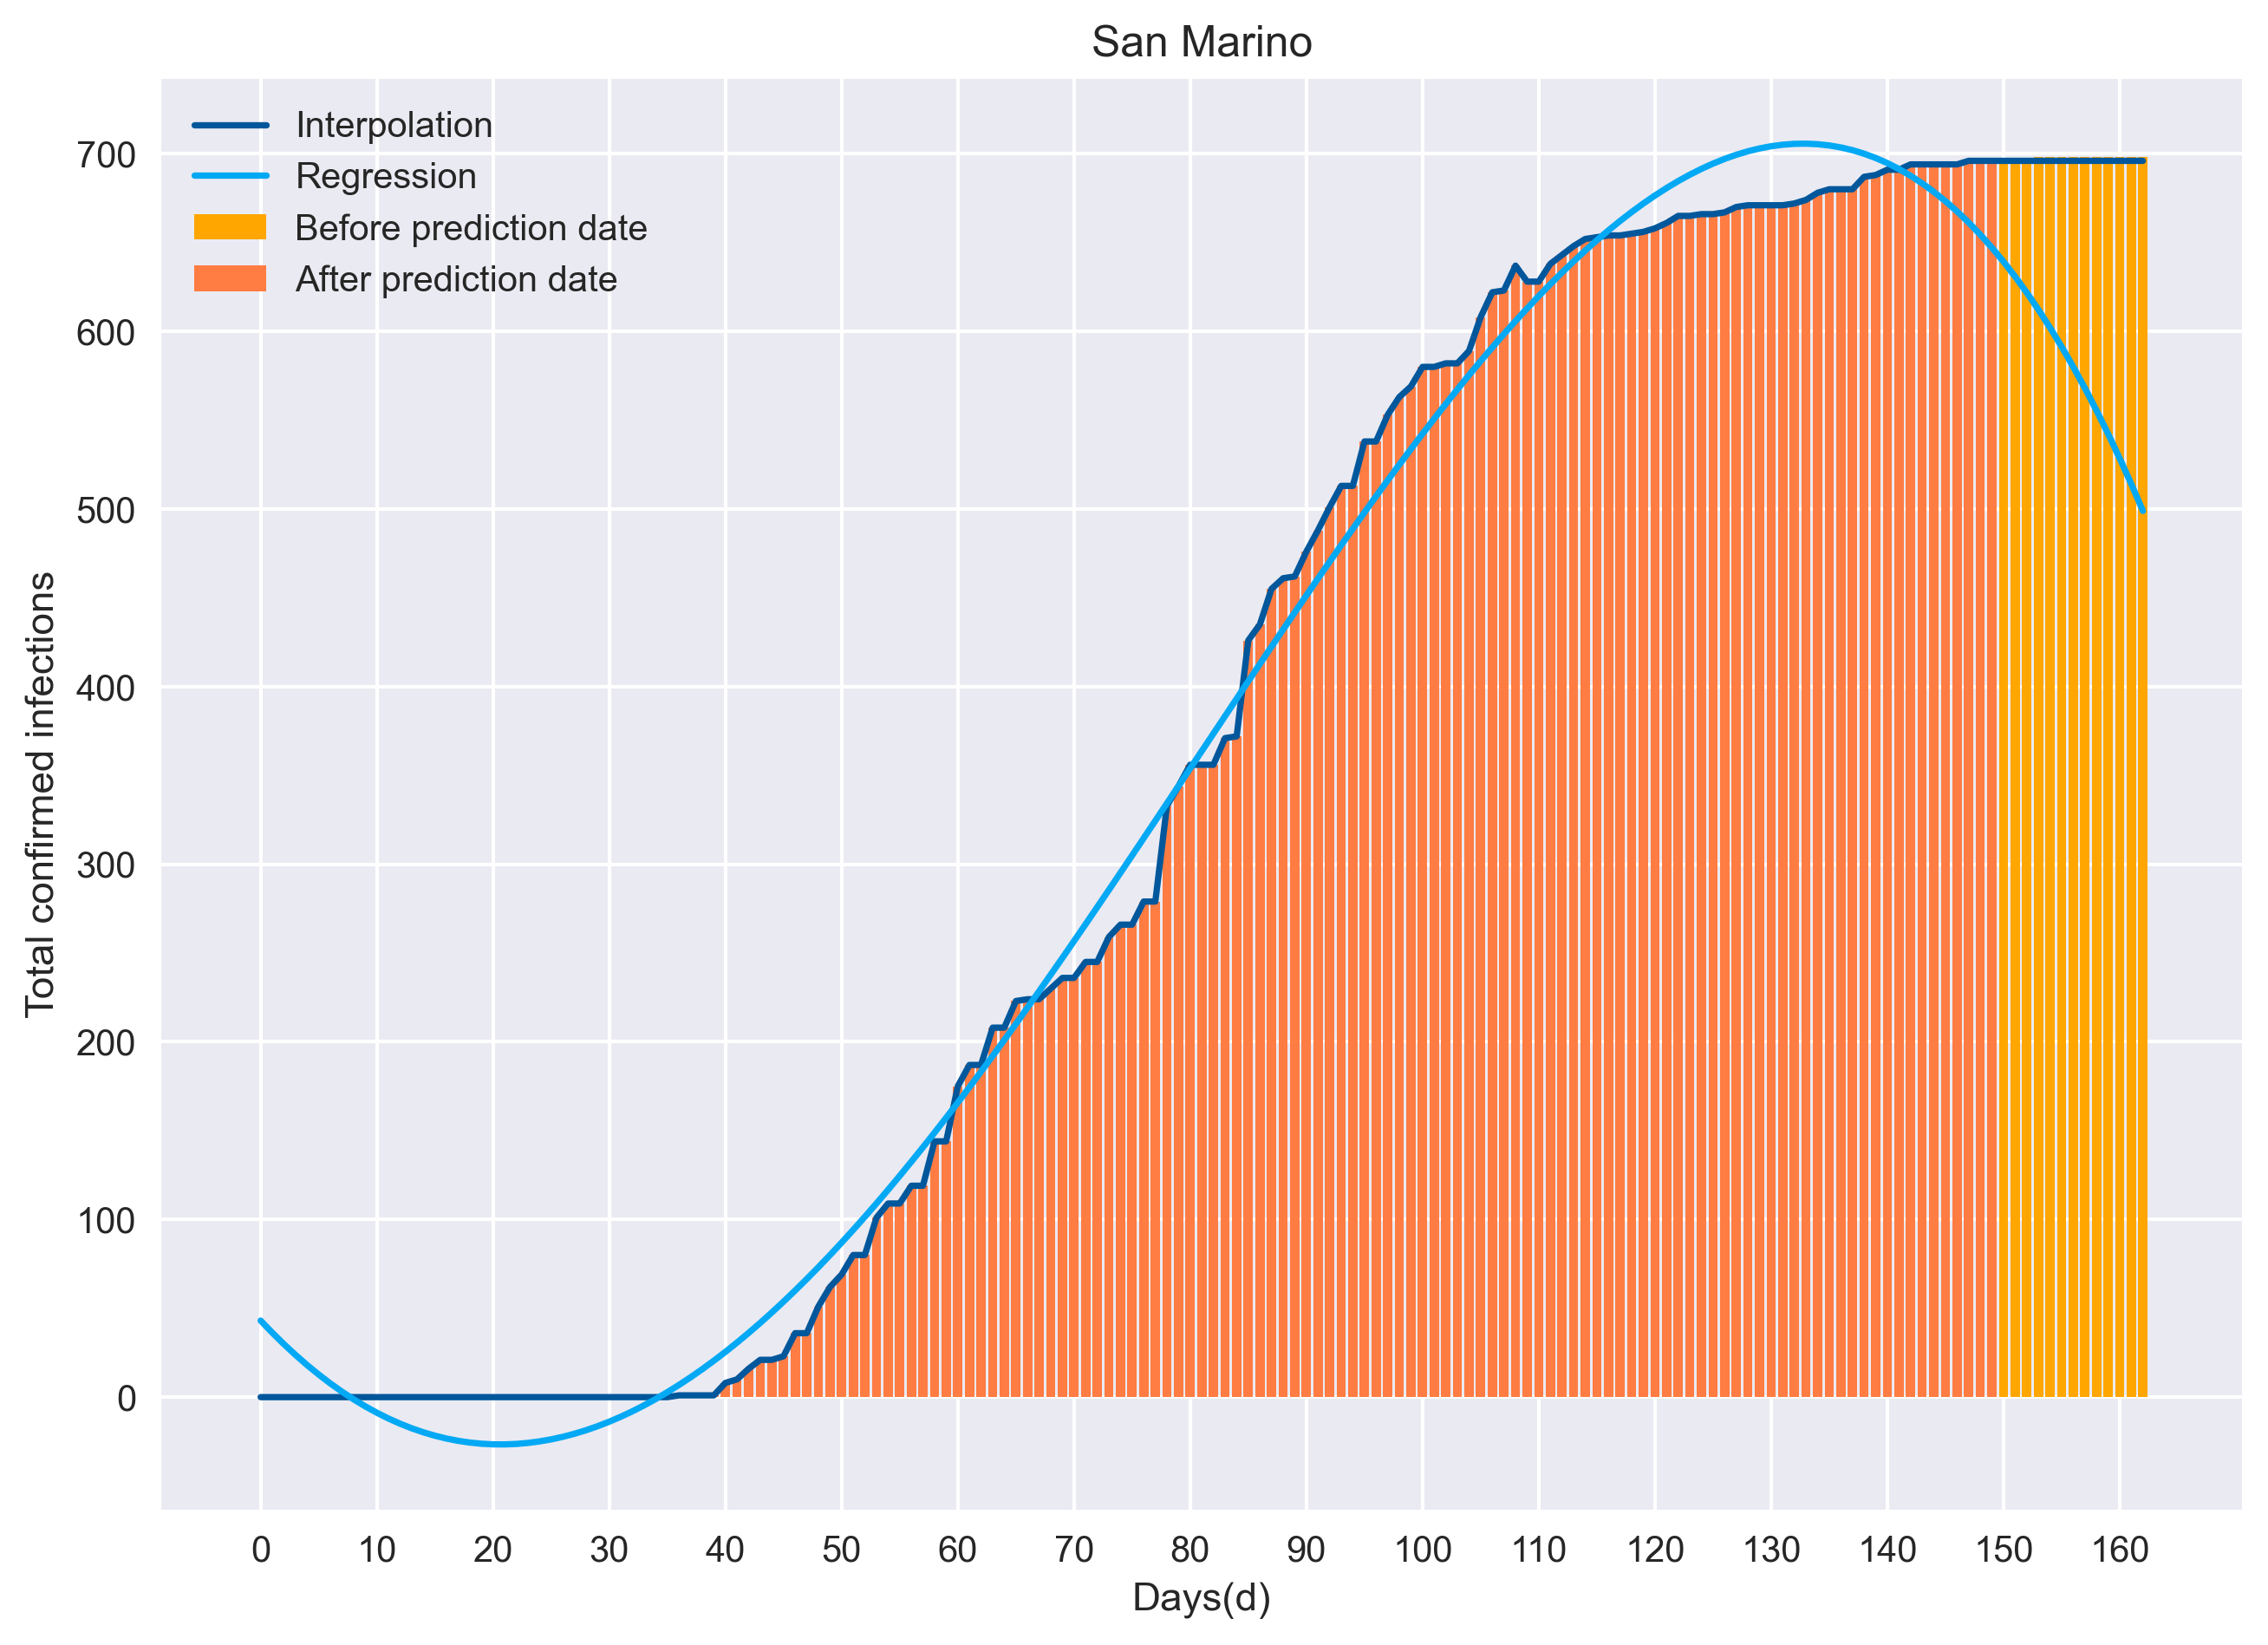 San Marino
Interpolation
Regression
Before prediction date
After prediction date
700
600
500
400
300
200
100
0
Total confirmed infections
0 10 20 30 40 50 60 70 80 90 100 110 120 130 140 150 160
Days(d)